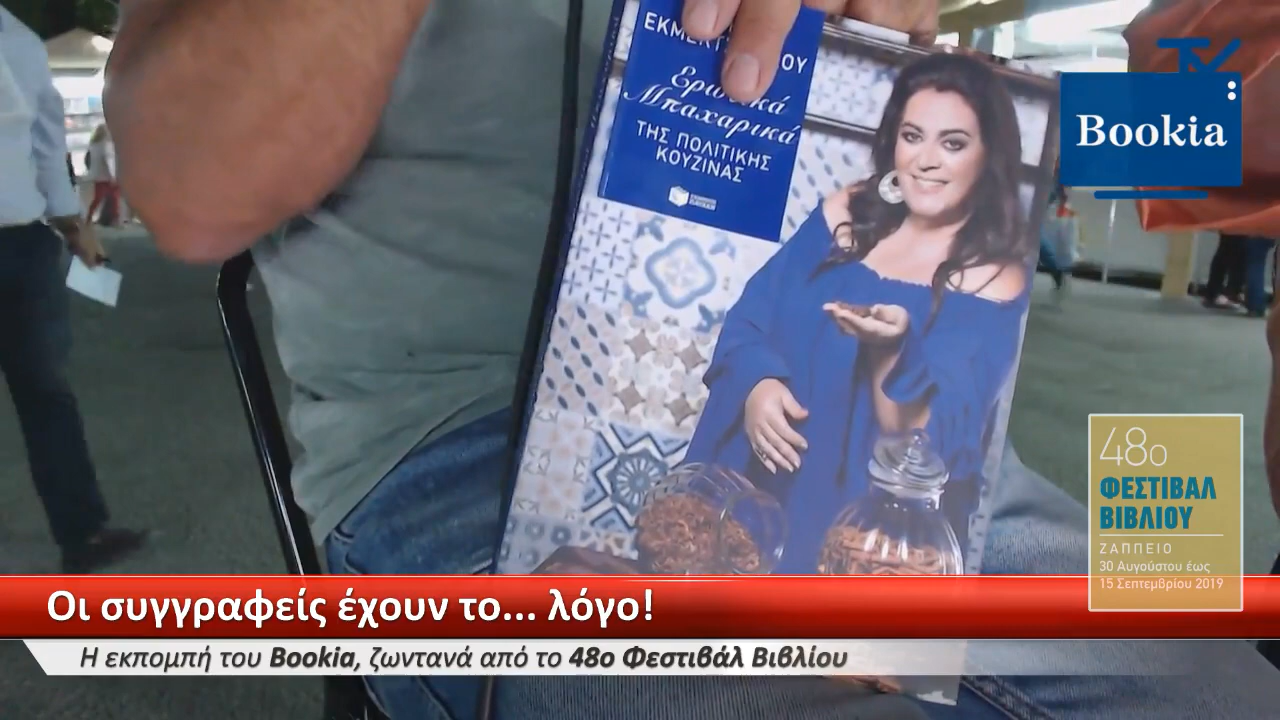 Ερωτικά
Μπαχαρικά
ΤΗΣ ΠΟΛΙΤΙΚΗΣ
ΚΟΥΖΙΝΑΣ
TV
Bookia
48ο
ΦΕΣΤΙΒΑΛ
ΒΙΒΛΙΟΥ
ΖΑΠΠΕΙΟ
30 Αυγούστου έως
15 Σεπτεμβρίου 2019
Οι συγγραφείς έχουν το... λόγο!
Η εκπομπή του Bookia, ζωντανά από το 48ο Φεστιβάλ Βιβλίου